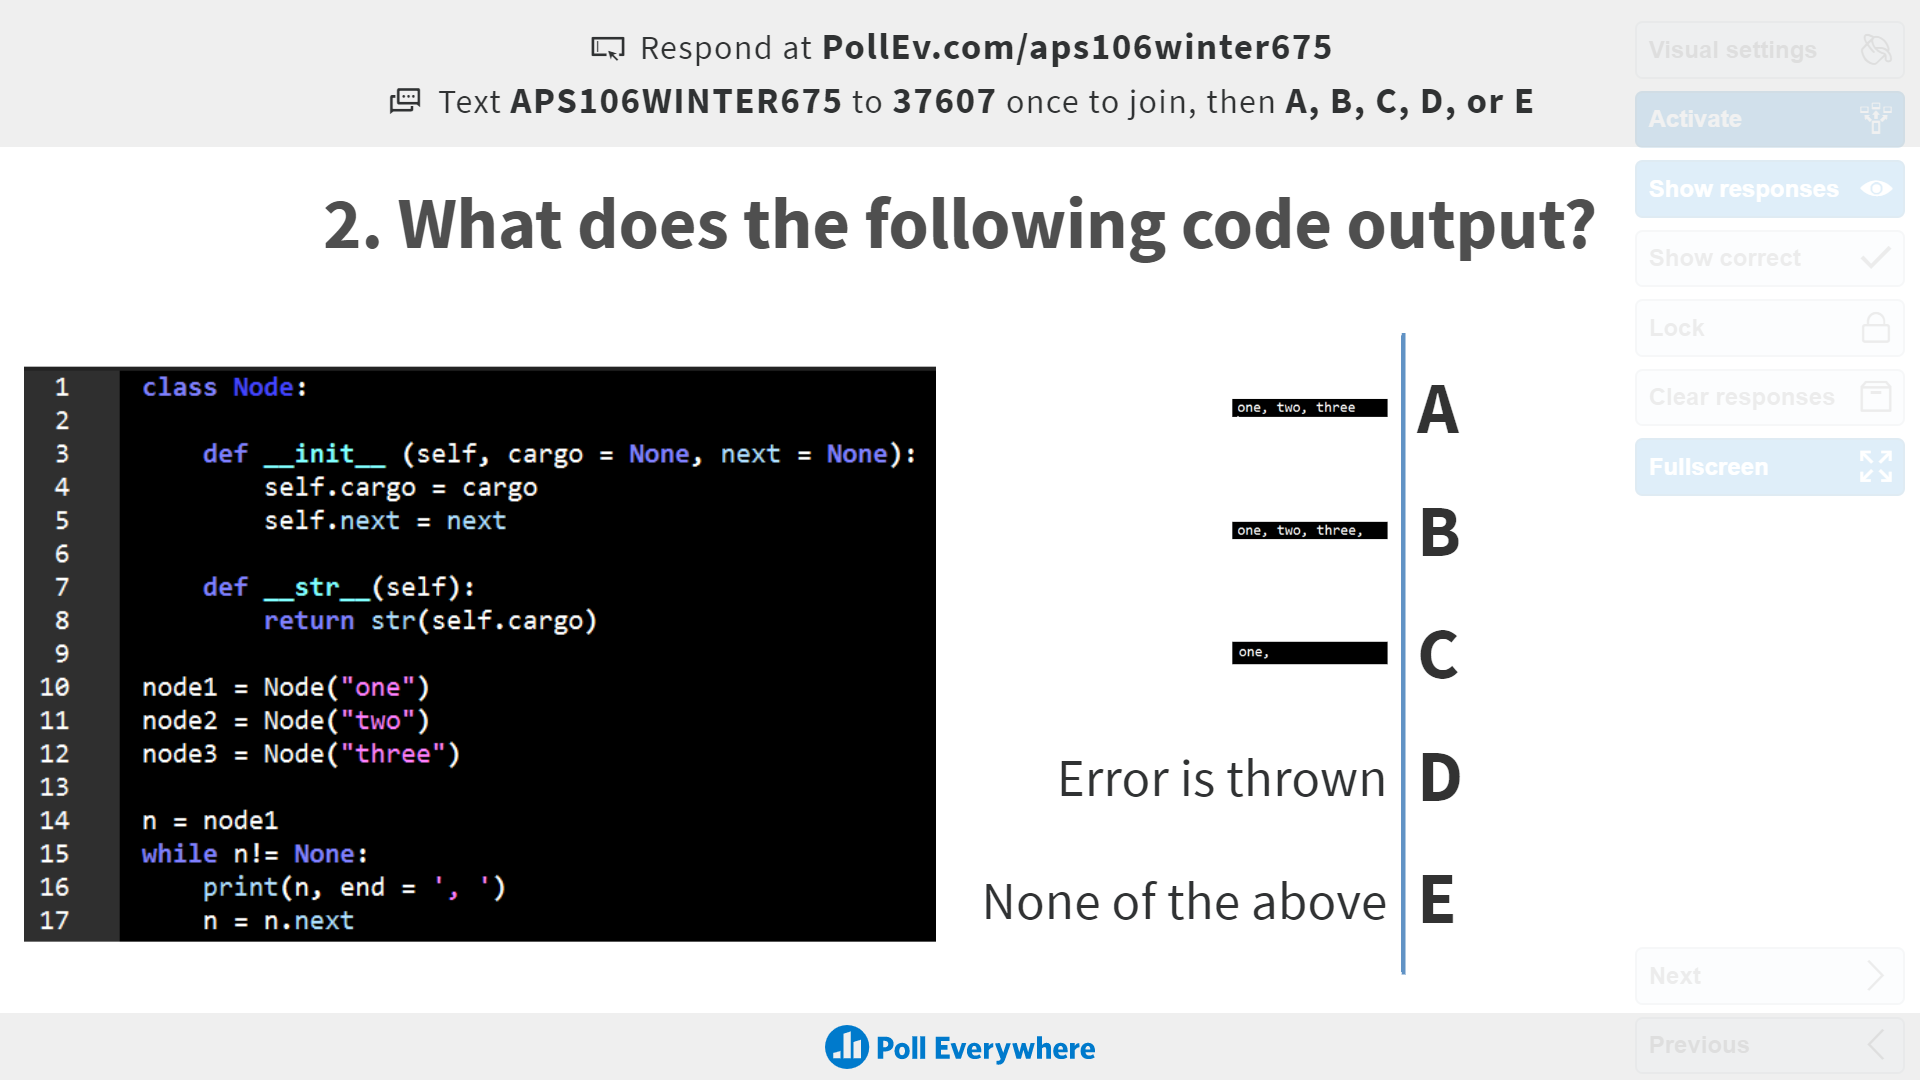 Respond at PollEv.com/aps106winter675
Text APS106WINTER675 to 37607 once to join, then A, B, C, D, or E
2. What does the following code output?
1 class Node:
2
3     def __init__ (self, cargo = None, next = None):
4         self.cargo = cargo
5         self.next = next
6
7     def __str__(self):
8         return str(self.cargo)
9
10 node1 = Node("one")
11 node2 = Node("two")
12 node3 = Node("three")
13
14 n = node1
15 while n!= None:
16     print(n, end = ', ')
17     n = n.next
one, two, three A
one, two, three, B
one, C
Error is thrown D
None of the above E
Visual settings
Activate
Show responses
Show correct
Lock
Clear responses
Fullscreen
Next
Previous
Poll Everywhere